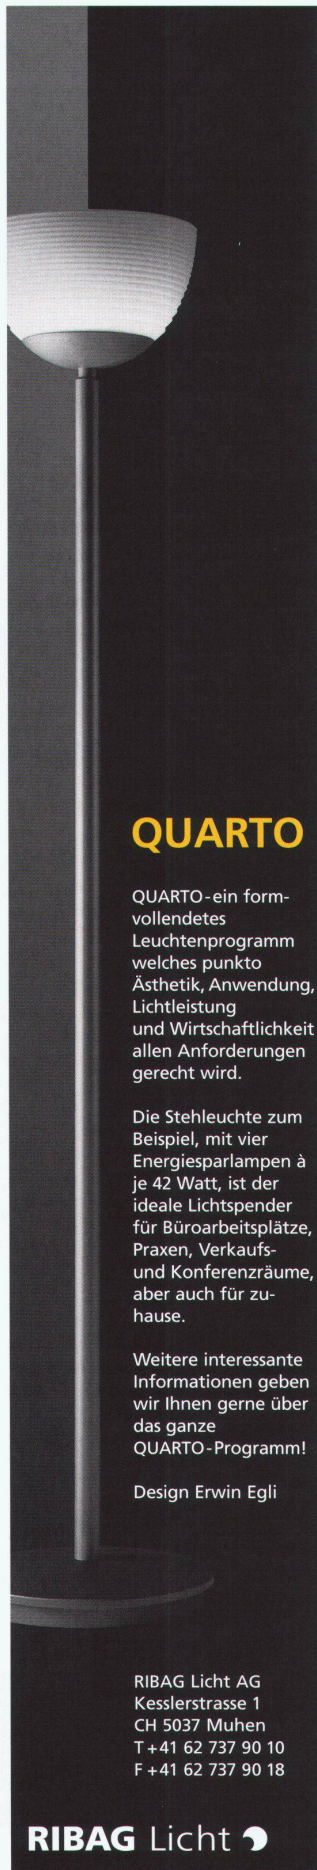 QUARTO
QUARTO-ein form-
vollendetes
Leuchtenprogramm
welches punkto
Ästhetik, Anwendung,
Lichtleistung
und Wirtschaftlichkeit
allen Anforderungen
gerecht wird.
Die Stehleuchte zum
Beispiel, mit vier
Energiesparlampen à
je 42 Watt, ist der
ideale Lichtspender
für Büroarbeitsplätze,
Praxen, Verkaufs-
und Konferenzräume,
aber auch für zu-
hause.
Weitere interessante
Informationen geben
wir Ihnen gerne über
das ganze
QUARTO-Programm!
Design Erwin Egli
RIBAG Licht AG
Kesslerstrasse 1
CH 5037 Muhen
T +41 62 737 90 10
F +41 62 737 90 18
RIBAG Licht